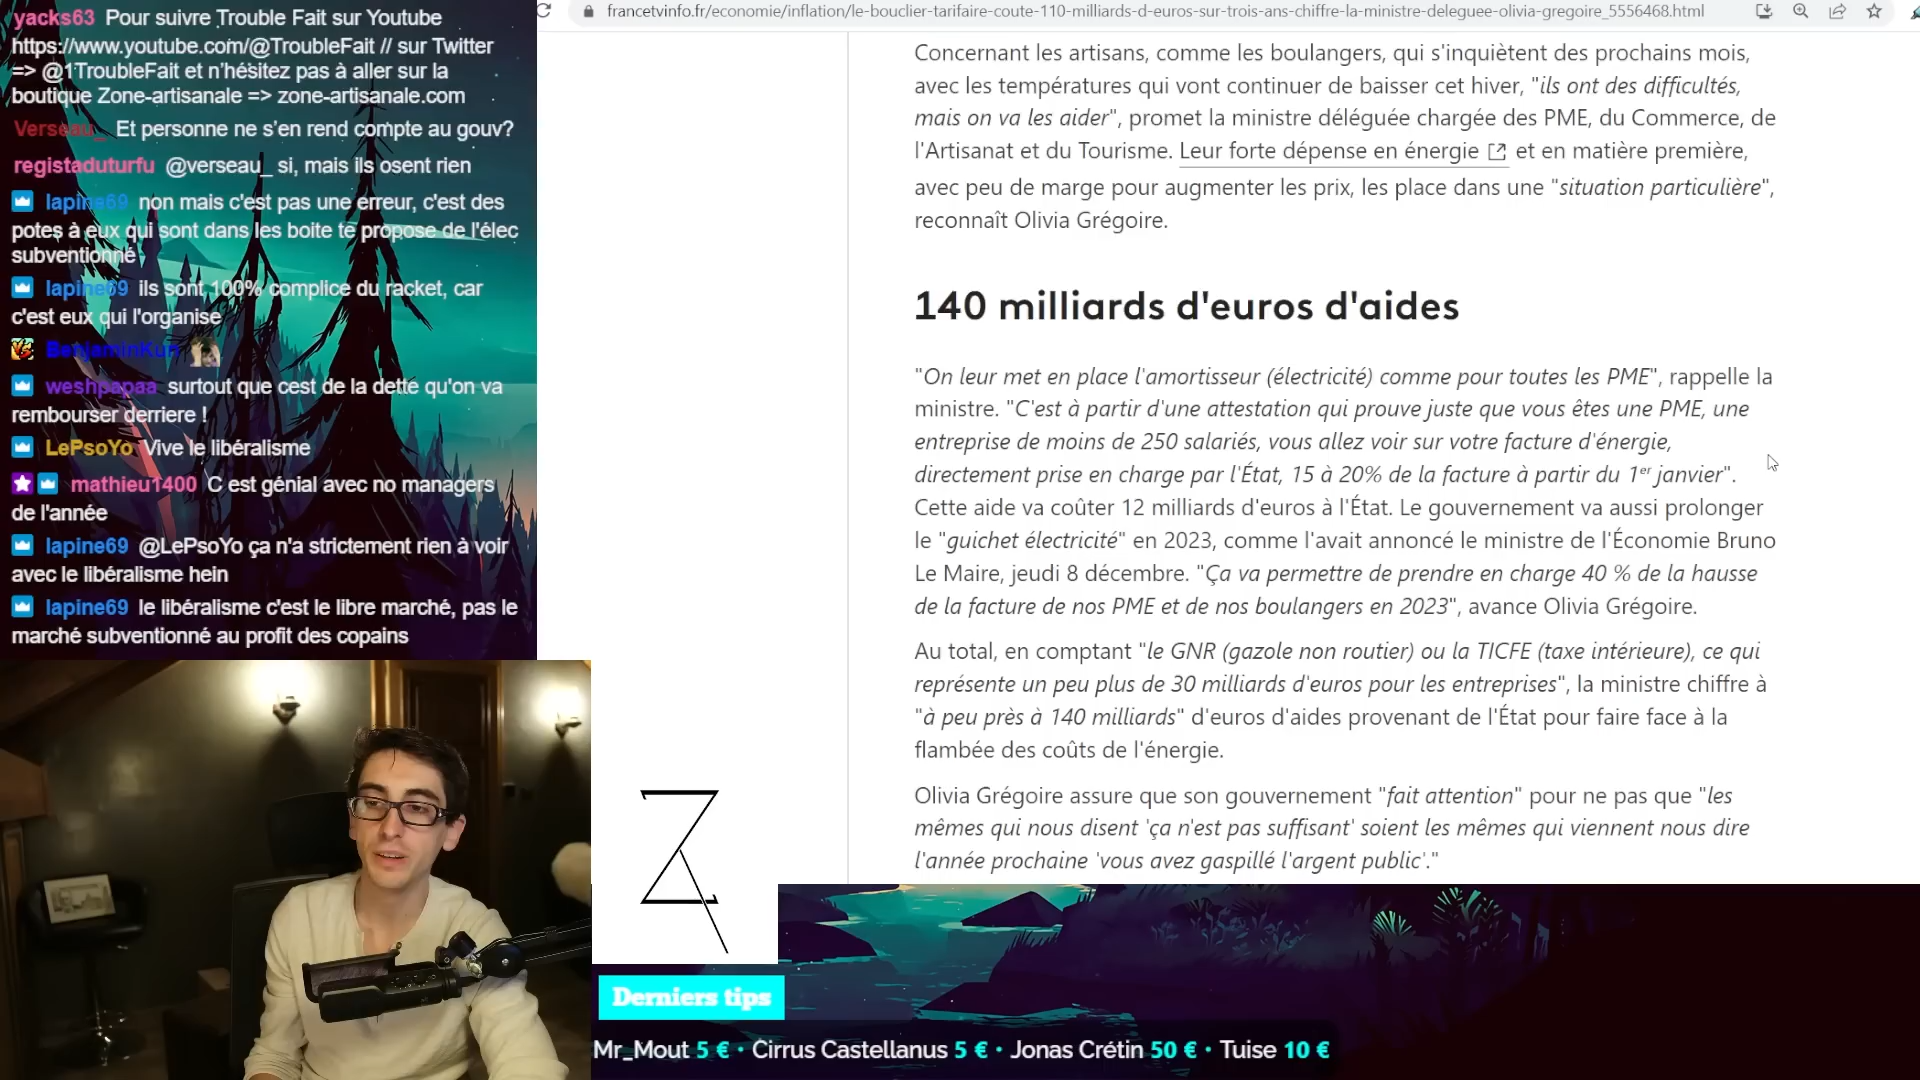 yacks63 Pour suivre Trouble Fait sur Youtube
https://www.youtube.com/@TroubleFait // sur Twitter
=> @1TroubleFait et n'hésitez pas à aller sur la
boutique Zone-artisanale => zone-artisanale.com
Verseau_ Et personne ne s'en rend compte au gouv?
registaduturfu @verseau_ si, mais ils osent rien
lapine69 non mais c'est pas une erreur, c'est des
potes à eux qui sont dans les boite te propose de l'élec
subventionné
lapine69 ils sont 100% complice du racket, car
c'est eux qui l'organise
BenjaminKun
weshpapaa surtout que cest de la dette qu'on va
rembourser derriere !
LePsoYo Vive le libéralisme
mathieu1400 C est génial avec no managers
de l'année
lapine69 @LePsoYo ça n'a strictement rien à voir
avec le libéralisme hein
lapine69 le libéralisme c'est le libre marché, pas le
marché subventionné au profit des copains
francetvinfo.fr/economie/inflation/le-bouclier-tarifaire-coute-110-milliards-d-euros-sur-trois-ans-chiffre-la-ministre-deleguee-olivia-gregoire_5556468.html
Concernant les artisans, comme les boulangers, qui s'inquiètent des prochains mois,
avec les températures qui vont continuer de baisser cet hiver, "ils ont des difficultés,
mais on va les aider", promet la ministre déléguée chargée des PME, du Commerce, de
l'Artisanat et du Tourisme. Leur forte dépense en énergie et en matière première,
avec peu de marge pour augmenter les prix, les place dans une "situation particulière",
reconnaît Olivia Grégoire.
140 milliards d'euros d'aides
"On leur met en place l'amortisseur (électricité) comme pour toutes les PME", rappelle la
ministre. "C'est à partir d'une attestation qui prouve juste que vous êtes une PME, une
entreprise de moins de 250 salariés, vous allez voir sur votre facture d'énergie,
directement prise en charge par l'État, 15 à 20% de la facture à partir du 1er janvier".
Cette aide va coûter 12 milliards d'euros à l'État. Le gouvernement va aussi prolonger
le "guichet électricité" en 2023, comme l'avait annoncé le ministre de l'Économie Bruno
Le Maire, jeudi 8 décembre. "Ça va permettre de prendre en charge 40 % de la hausse
de la facture de nos PME et de nos boulangers en 2023", avance Olivia Grégoire.
Au total, en comptant "le GNR (gazole non routier) ou la TICFE (taxe intérieure), ce qui
représente un peu plus de 30 milliards d'euros pour les entreprises", la ministre chiffre à
"à peu près à 140 milliards" d'euros d'aides provenant de l'État pour faire face à la
flambée des coûts de l'énergie.
Olivia Grégoire assure que son gouvernement "fait attention" pour ne pas que "les
mêmes qui nous disent 'ça n'est pas suffisant' soient les mêmes qui viennent nous dire
l'année prochaine 'vous avez gaspillé l'argent public'."
Derniers tips
Mr_Mout 5 € · Cirrus Castellanus 5 € · Jonas Crétin 50 € · Tuise 10 €